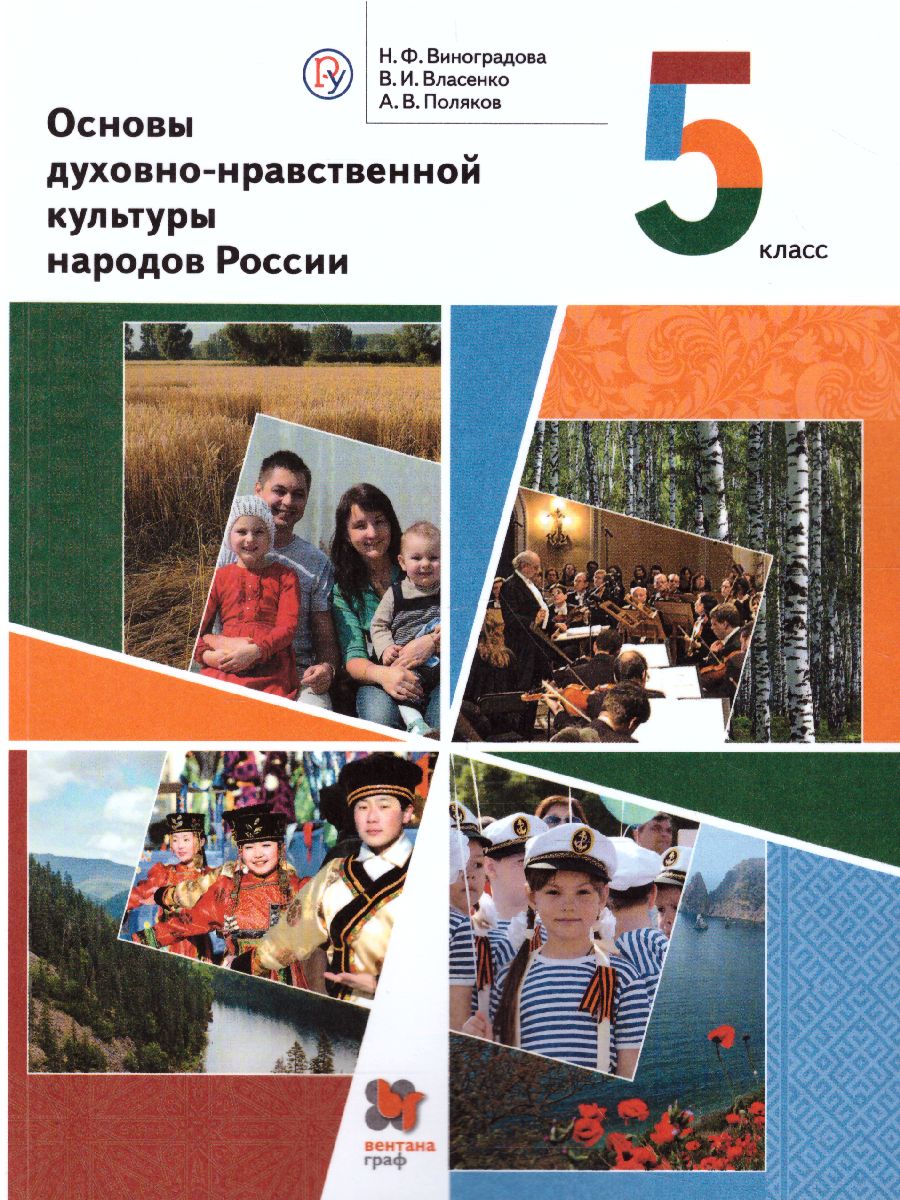 Н. Ф. Виноградова
В. И. Власенко
А. В. Поляков
Основы
духовно-нравственной
культуры
народов России
5
класс
вентана
граф